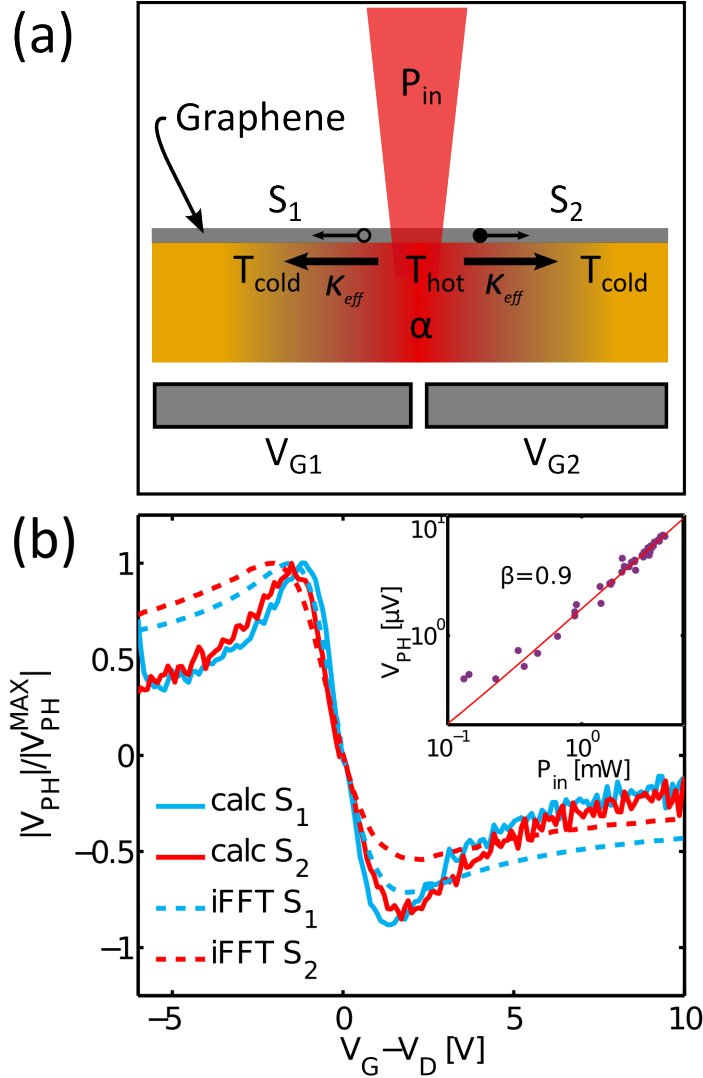 (a)
P_in
Graphene
S_1 S_2
T_cold κ_eff T_hot κ_eff T_cold
α
V_G1 V_G2
(b)
|V_PH|/|V_PH^MAX|
1
0.5
0
−0.5
−1
−5 0 5 10
V_G−V_D [V]
calc S_1
calc S_2
iFFT S_1
iFFT S_2
β=0.9
V_PH [μV]
10^1
10^0
10^−1 10^0
P_in [mW]